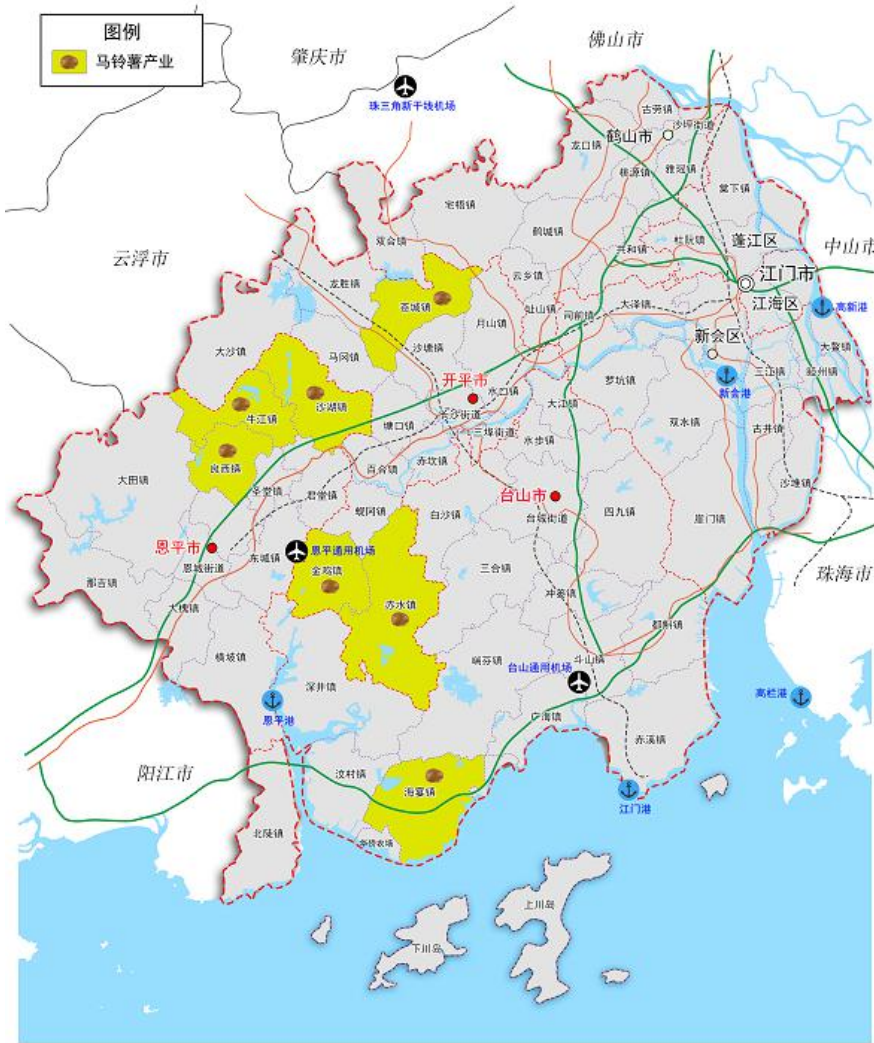 图例
马铃薯产业
肇庆市
佛山市
珠三角新干线机场
古劳镇
沙坪街道
鹤山市
龙口镇
雅瑶镇
桃源镇
棠下镇
宅梧镇
鹤城镇
双合镇
共和镇
杜阮镇
蓬江区
中山市
云浮市
云乡镇
江门市
龙胜镇
苍城镇
址山镇
司前镇
大泽镇
江海区
高新港
月山镇
新会区
大鳌镇
沙塘镇
大沙镇
马冈镇
开平市
罗坑镇
新会港
三江镇
睦洲镇
水口镇
长沙街道
大江镇
沙湖镇
牛江镇
塘口镇
三埠街道
水步镇
双水镇
古井镇
良西镇
百合镇
赤坎镇
大田镇
圣堂镇
君堂镇
台山市
沙堆镇
蚬冈镇
白沙镇
台城街道
四九镇
崖门镇
恩平市
恩平通用机场
东成镇
恩城街道
金鸡镇
三合镇
珠海市
那吉镇
大槐镇
赤水镇
冲蒌镇
都斛镇
横陂镇
端芬镇
斗山镇
台山通用机场
深井镇
恩平港
广海镇
高栏港
赤溪镇
阳江市
汶村镇
海宴镇
江门港
北陡镇
华侨农场
上川岛
下川岛